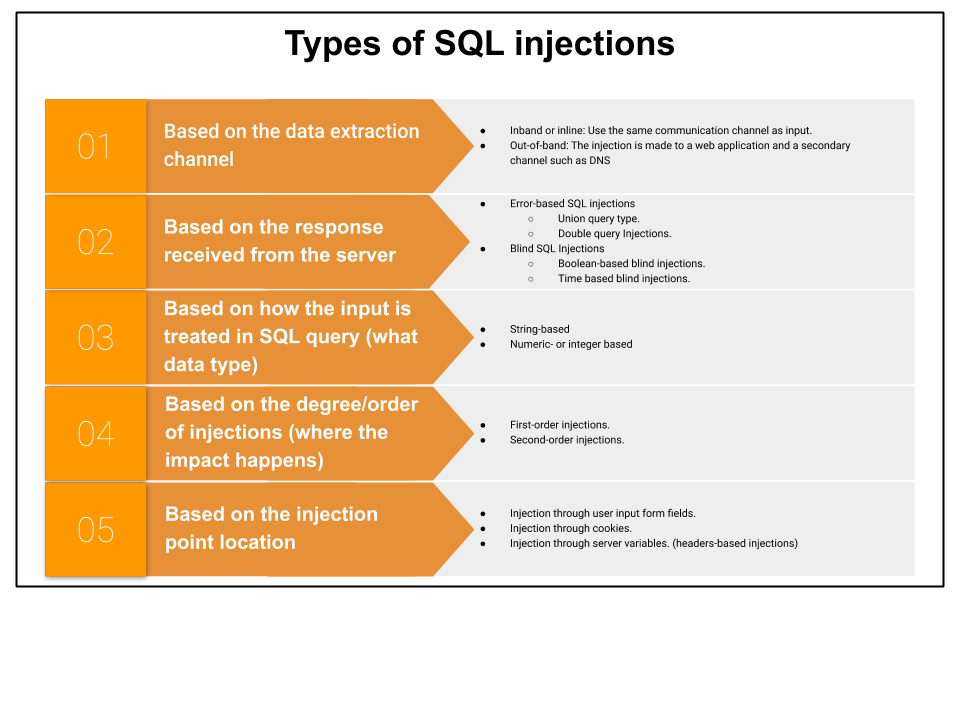 Types of SQL injections
01
Based on the data extraction
channel
● Inband or inline: Use the same communication channel as input.
● Out-of-band: The injection is made to a web application and a secondary
channel such as DNS
02
Based on the response
received from the server
● Error-based SQL injections
○ Union query type.
○ Double query Injections.
● Blind SQL Injections
○ Boolean-based blind injections.
○ Time based blind injections.
03
Based on how the input is
treated in SQL query (what
data type)
● String-based
● Numeric- or integer based
04
Based on the degree/order
of injections (where the
impact happens)
● First-order injections.
● Second-order injections.
05
Based on the injection
point location
● Injection through user input form fields.
● Injection through cookies.
● Injection through server variables. (headers-based injections)